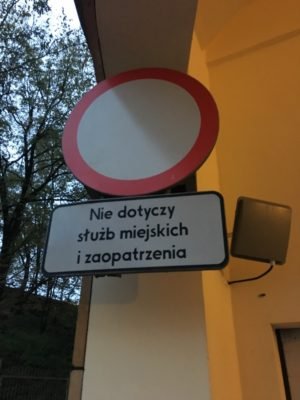 Nie dotyczy
służb miejskich
i zaopatrzenia